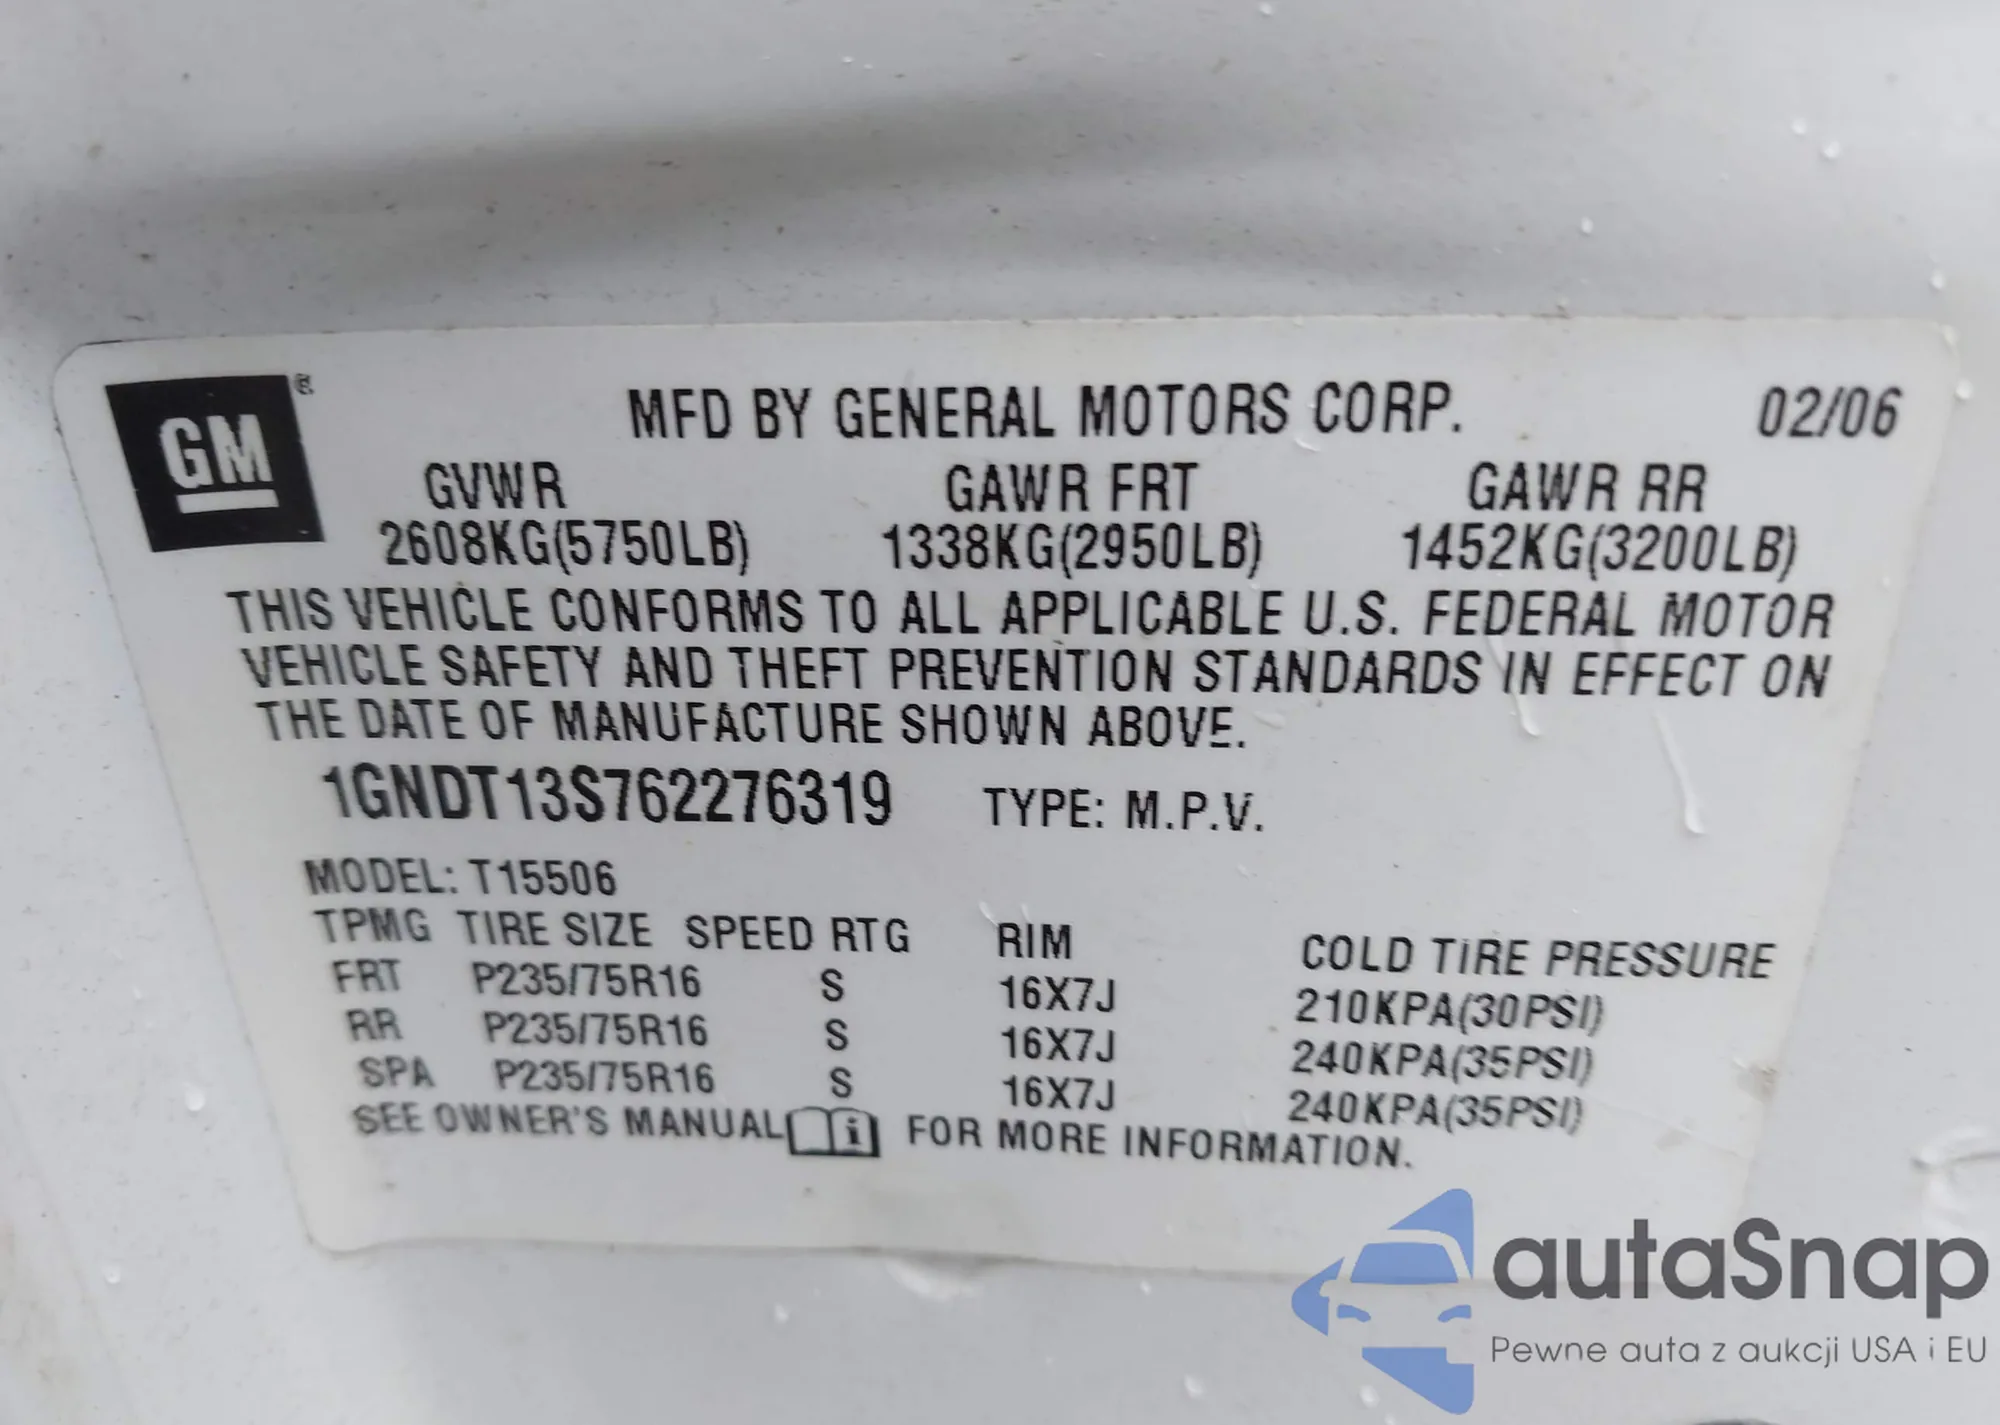 GM®
MFD BY GENERAL MOTORS CORP. 02/06
GVWR GAWR FRT GAWR RR
2608KG(5750LB) 1338KG(2950LB) 1452KG(3200LB)
THIS VEHICLE CONFORMS TO ALL APPLICABLE U.S. FEDERAL MOTOR
VEHICLE SAFETY AND THEFT PREVENTION STANDARDS IN EFFECT ON
THE DATE OF MANUFACTURE SHOWN ABOVE.
1GNDT13S762276319 TYPE: M.P.V.
MODEL: T15506
TPMG TIRE SIZE SPEED RTG RIM COLD TIRE PRESSURE
FRT P235/75R16 S 16X7J 210KPA(30PSI)
RR P235/75R16 S 16X7J 240KPA(35PSI)
SPA P235/75R16 S 16X7J 240KPA(35PSI)
SEE OWNER'S MANUAL i FOR MORE INFORMATION.
autaSnap
Pewne auta z aukcji USA i EU